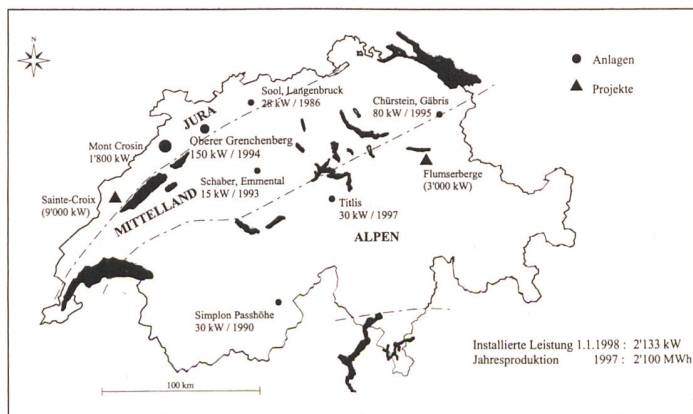 N
Anlagen
Projekte
Sool, Langenbruck
28 kW / 1986
Chürstein, Gäbris
80 kW / 1995
JURA
Mont Crosin
1'800 kW
Oberer Grenchenberg
150 kW / 1994
Flumserberge
(3'000 kW)
Schaber, Emmental
15 kW / 1993
Sainte-Croix
(9'000 kW)
MITTELLAND
Titlis
30 kW / 1997
ALPEN
Simplon Passhöhe
30 kW / 1990
Installierte Leistung 1.1.1998 : 2'133 kW
Jahresproduktion 1997 : 2'100 MWh
100 km